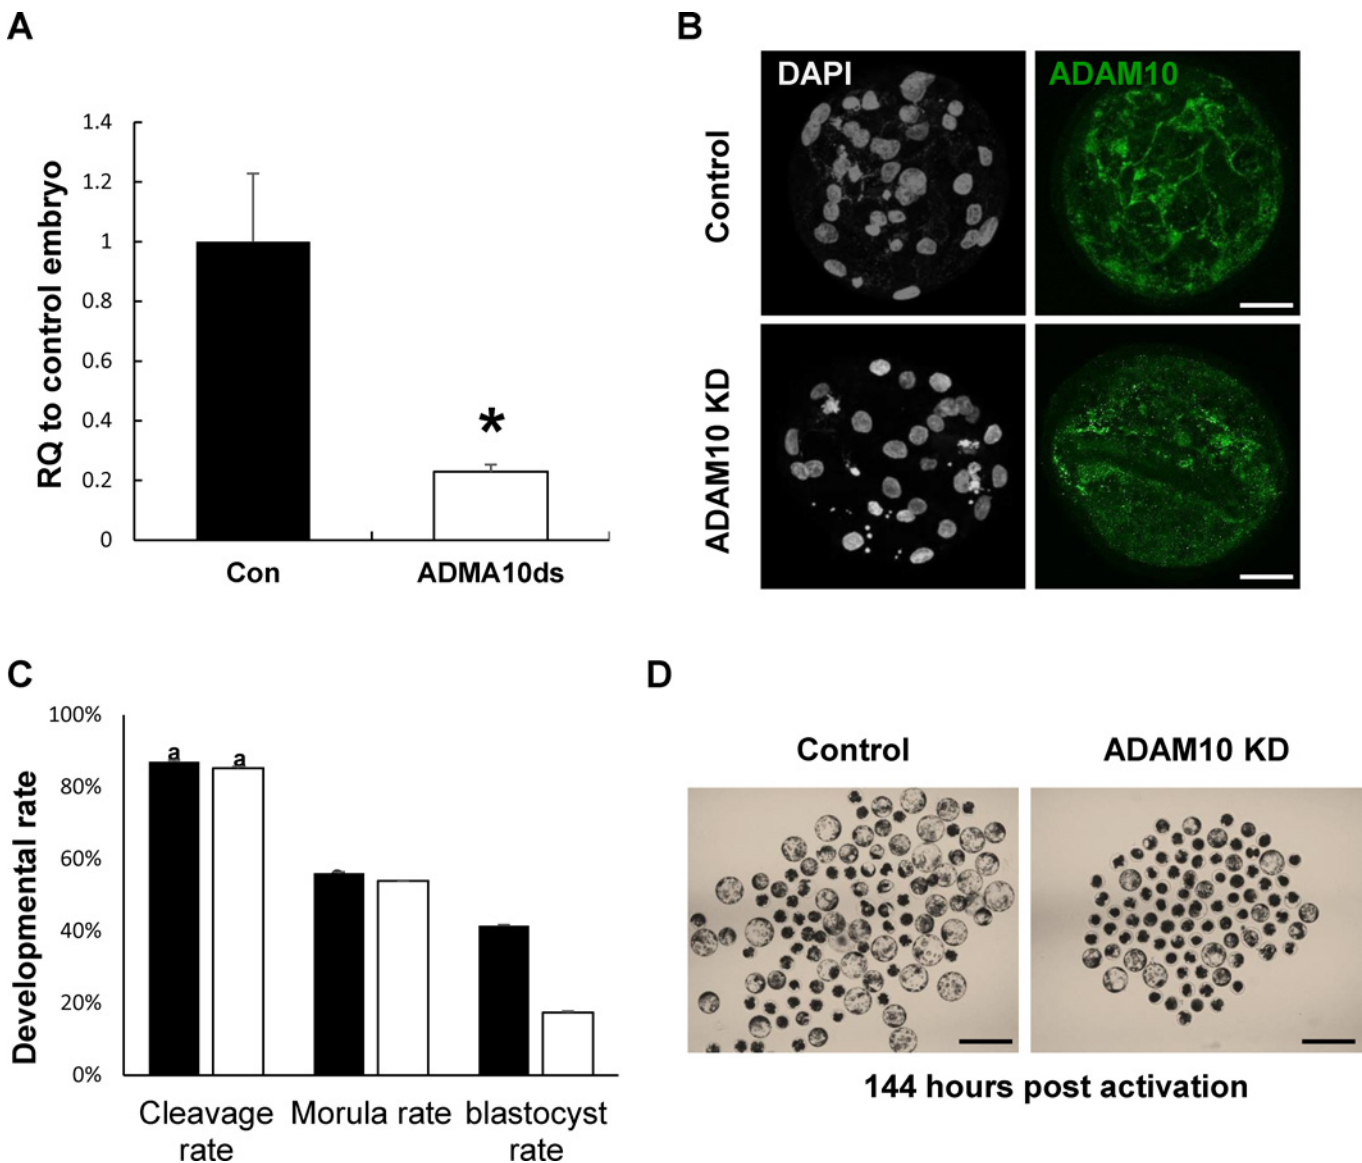 A
RQ to control embryo
1.4
1.2
1
0.8
0.6
0.4
0.2
0
*
Con
ADMA10ds
B
DAPI
ADAM10
Control
ADAM10 KD
C
Developmental rate
100%
80%
60%
40%
20%
0%
a
a
Cleavage
rate
Morula rate
blastocyst
rate
D
Control
ADAM10 KD
144 hours post activation